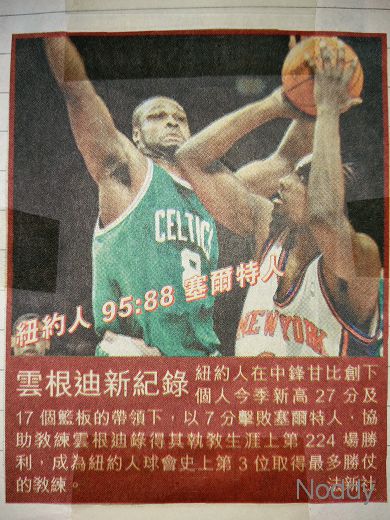 CELTICS
8
NEW YORK
紐約人 95:88 塞爾特人
雲根迪新紀錄
紐約人在中鋒甘比創下
個人今季新高 27 分及
17 個籃板的帶領下，以 7 分擊敗塞爾特人，協
助教練雲根迪錄得其執教生涯上第 224 場勝
利，成為紐約人球會史上第 3 位取得最多勝仗
的教練。
法新社
Noddy